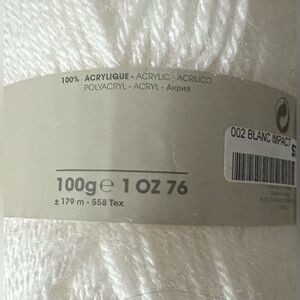 100% ACRYLIQUE - ACRYLIC - ACRILICO
POLYACRYL - ACRYL - Акрил
002 BLANC IMPACT
100g e 1 OZ 76
± 179 m - 558 Tex